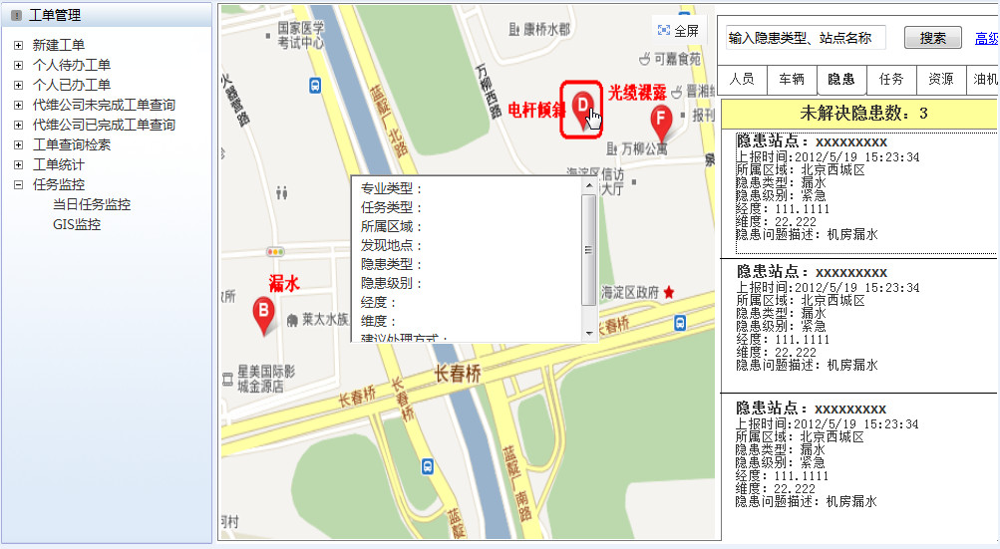 工单管理
新建工单
个人待办工单
个人已办工单
代维公司未完成工单查询
代维公司已完成工单查询
工单查询检索
工单统计
任务监控
当日任务监控
GIS监控
国家医学
考试中心
康桥水郡
全屏
可嘉食苑
火器营路
蓝靛厂北路
万柳西路
电杆倾斜
D
光缆裸露
F
晋湘
报刊
万柳公寓
泉
海淀区信访
大厅
专业类型：
任务类型：
所属区域：
发现地点：
隐患类型：
隐患级别：
经度：
维度：
建议处理方式：
漏水
B
莱太水族
海淀区政府
星美国际影
城金源店
长春桥
长春桥
长春桥
长春桥
蓝靛厂南路
蓝靛
河村
输入隐患类型、站点名称
搜索
高级
人员
车辆
隐患
任务
资源
油机
未解决隐患数：3
隐患站点：xxxxxxxxx
上报时间:2012/5/19 15:23:34
所属区域：北京西城区
隐患类型：漏水
隐患级别：紧急
经度：111.1111
维度：22.222
隐患问题描述：机房漏水
隐患站点：xxxxxxxxx
上报时间:2012/5/19 15:23:34
所属区域：北京西城区
隐患类型：漏水
隐患级别：紧急
经度：111.1111
维度：22.222
隐患问题描述：机房漏水
隐患站点：xxxxxxxxx
上报时间:2012/5/19 15:23:34
所属区域：北京西城区
隐患类型：漏水
隐患级别：紧急
经度：111.1111
维度：22.222
隐患问题描述：机房漏水